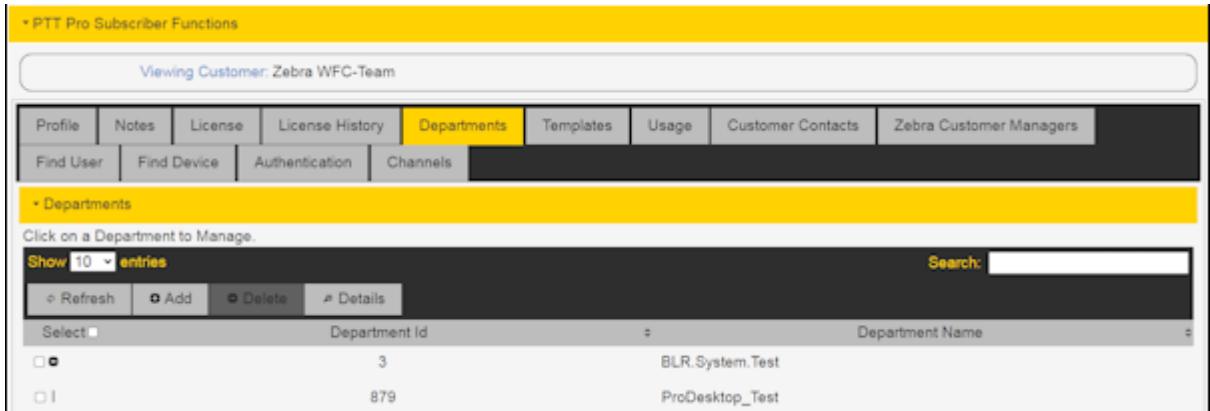 PTT Pro Subscriber Functions
Viewing Customer: Zebra WFC-Team
Profile Notes License License History Departments Templates Usage Customer Contacts Zebra Customer Managers
Find User Find Device Authentication Channels
Departments
Click on a Department to Manage.
Show 10 entries Search:
Refresh Add Delete Details
Select Department Id Department Name
3 BLR.System.Test
879 ProDesktop_Test